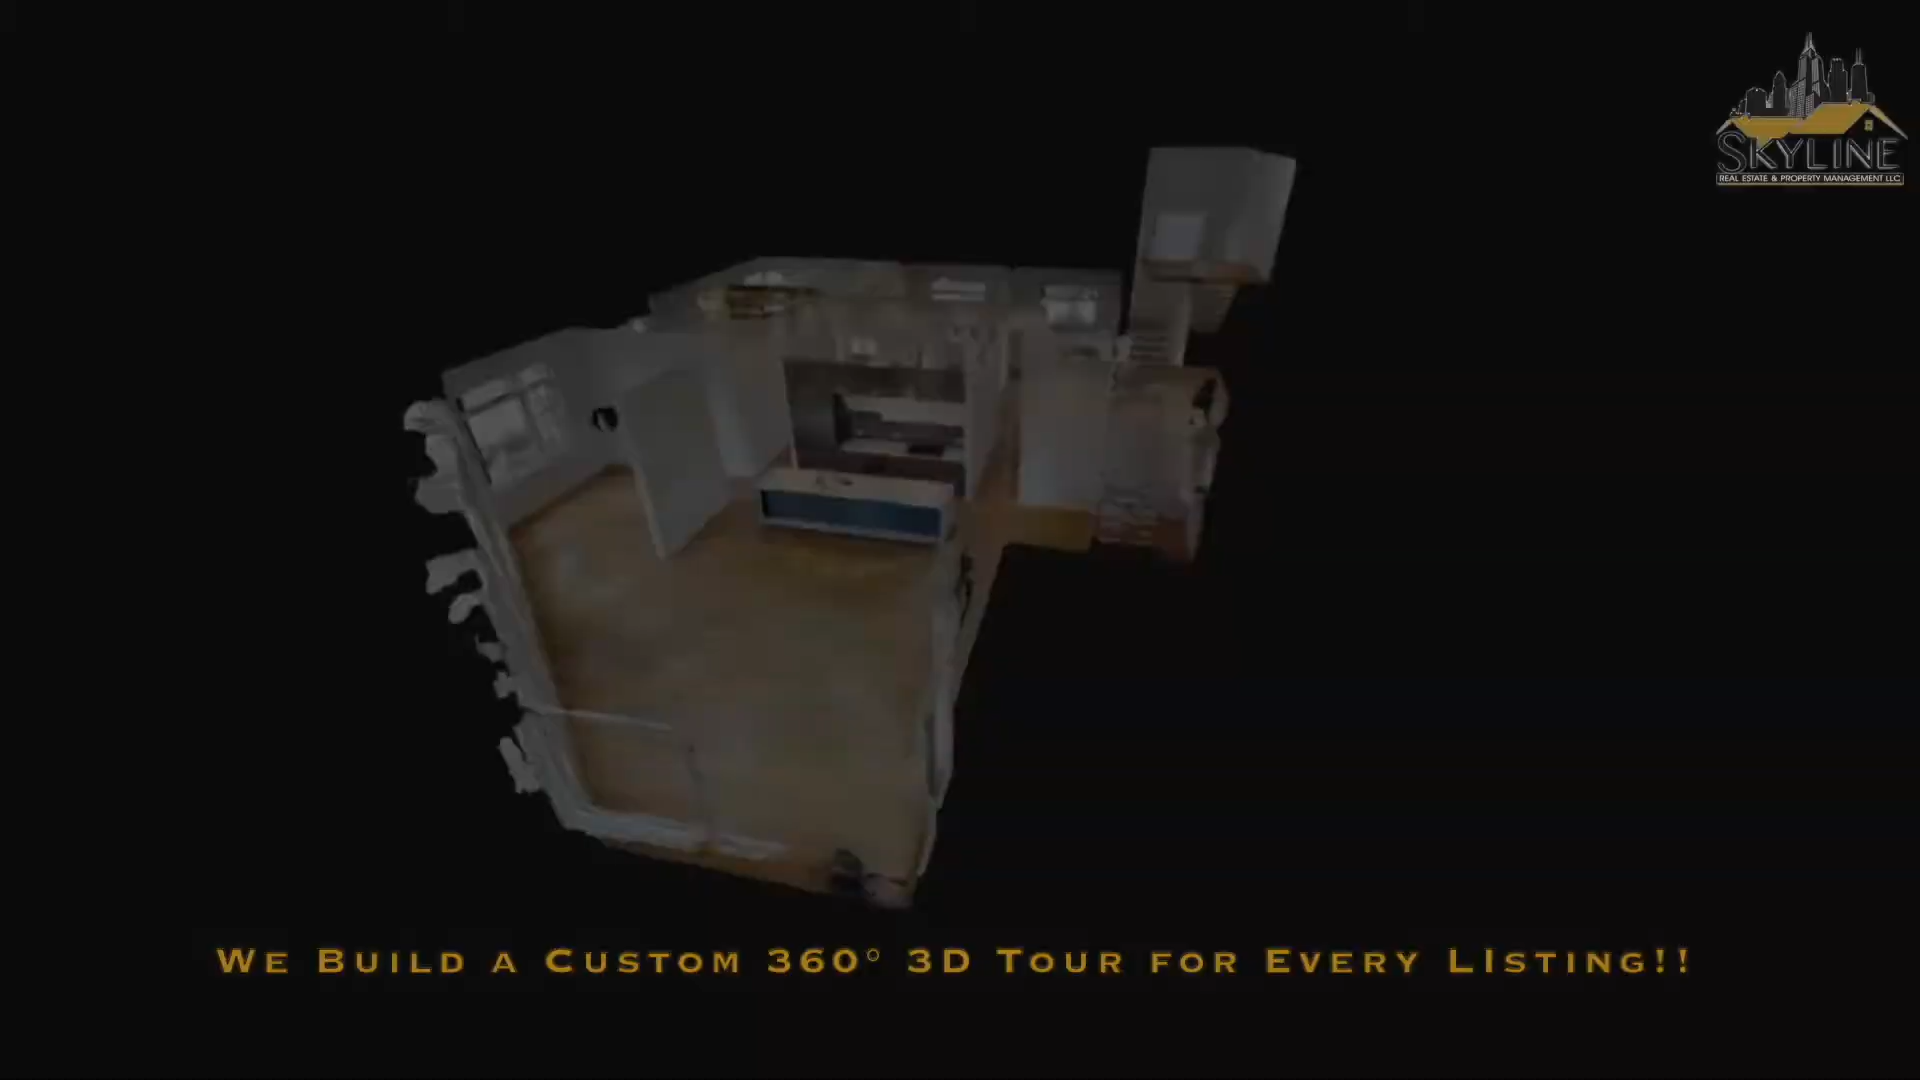 SKYLINE
REAL ESTATE & PROPERTY MANAGEMENT LLC
WE BUILD A CUSTOM 360° 3D TOUR FOR EVERY LISTING!!